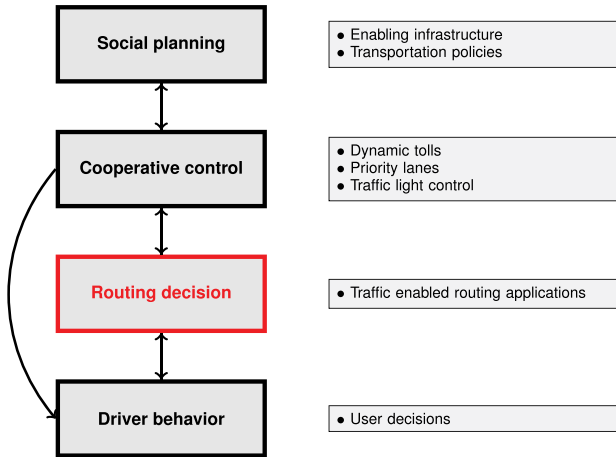 Social planning
● Enabling infrastructure
● Transportation policies
Cooperative control
● Dynamic tolls
● Priority lanes
● Traffic light control
Routing decision
● Traffic enabled routing applications
Driver behavior
● User decisions